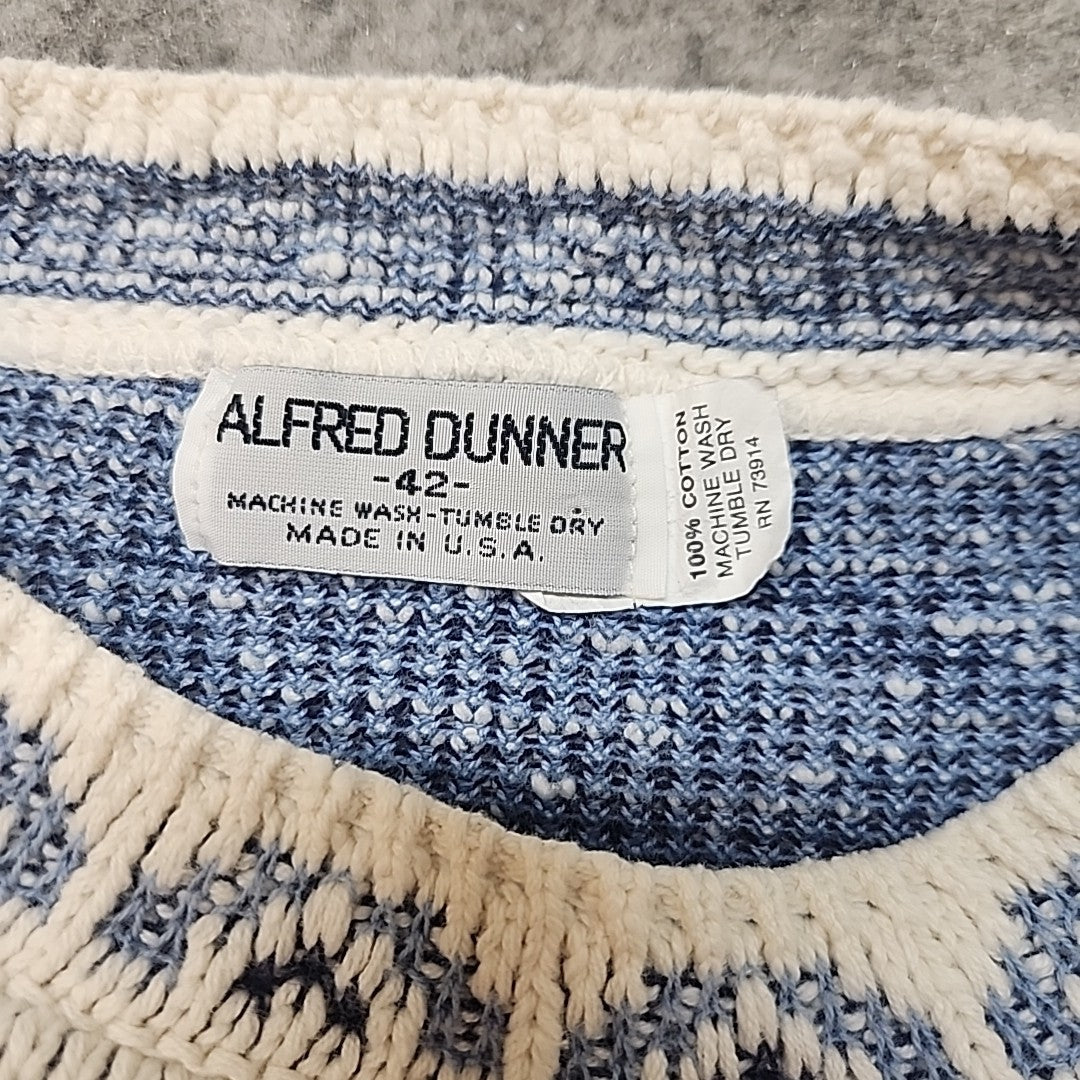 ALFRED DUNNER
-42-
MACHINE WASH-TUMBLE DRY
MADE IN U.S.A.
100% COTTON
MACHINE WASH
TUMBLE DRY
RN 73914